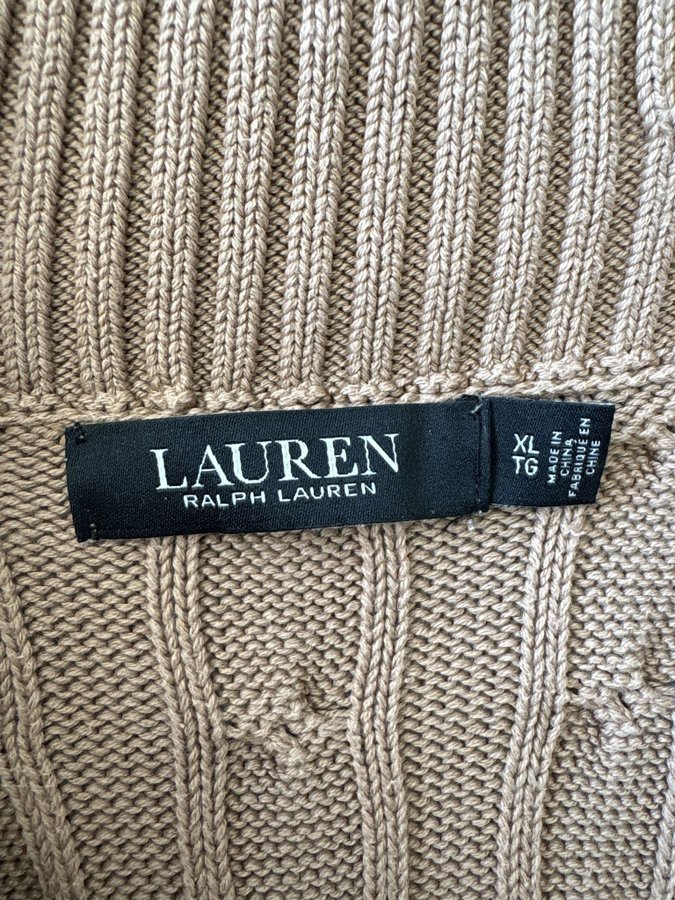 LAUREN
RALPH LAUREN
XL
TG
MADE IN
CHINA
FABRIQUÉ EN
CHINE